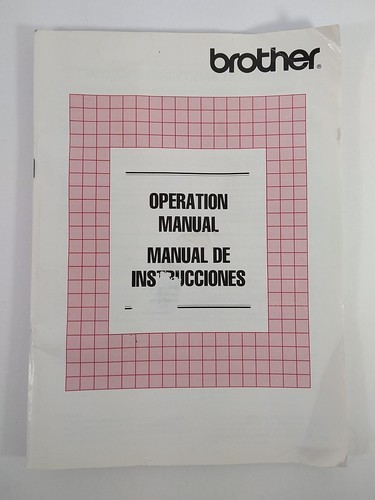 brother®
OPERATION
MANUAL
MANUAL DE
INSTRUCCIONES